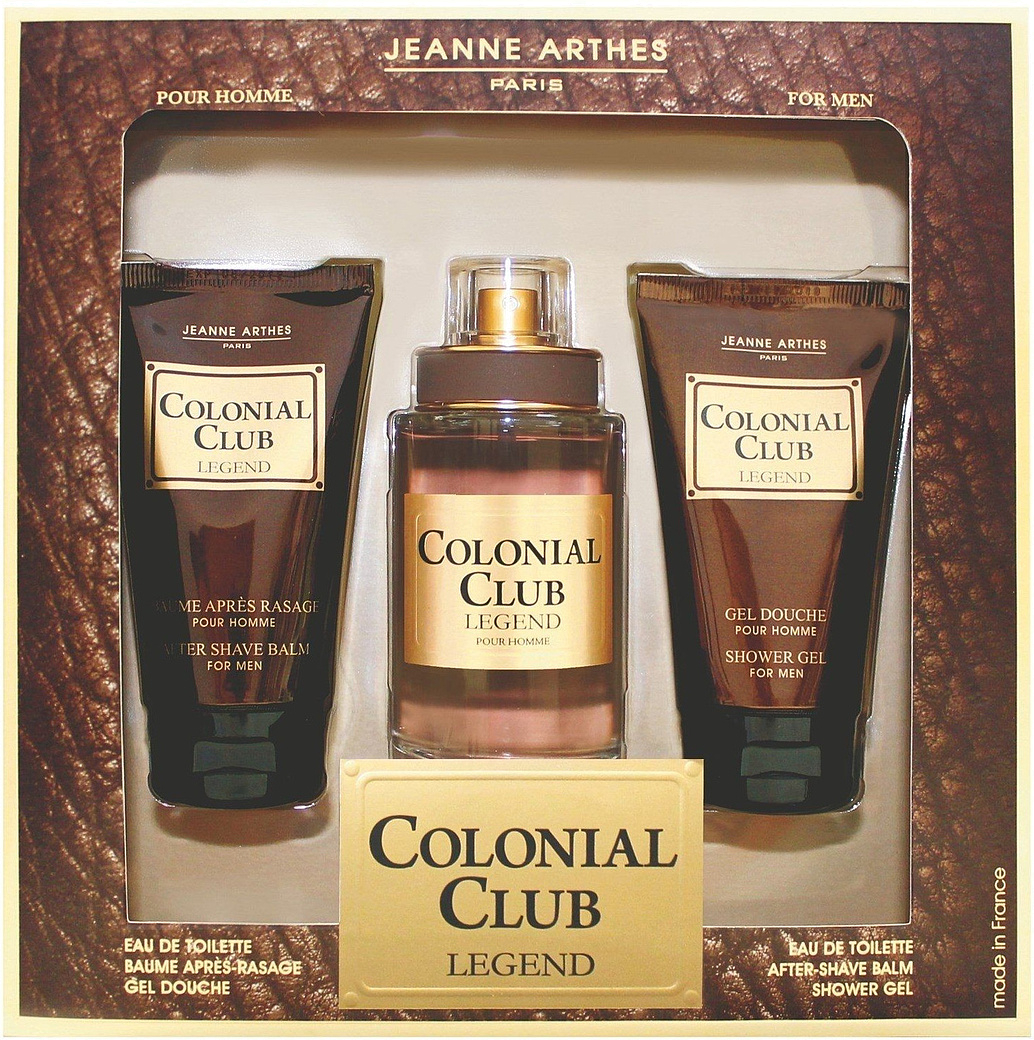 JEANNE ARTHES
PARIS
POUR HOMME
FOR MEN
JEANNE ARTHES
PARIS
COLONIAL
CLUB
LEGEND
BAUME APRÈS RASAGE
POUR HOMME
AFTER SHAVE BALM
FOR MEN
COLONIAL
CLUB
LEGEND
POUR HOMME
JEANNE ARTHES
PARIS
COLONIAL
CLUB
LEGEND
GEL DOUCHE
POUR HOMME
SHOWER GEL
FOR MEN
COLONIAL
CLUB
LEGEND
EAU DE TOILETTE
BAUME APRÈS-RASAGE
GEL DOUCHE
EAU DE TOILETTE
AFTER-SHAVE BALM
SHOWER GEL
made in France